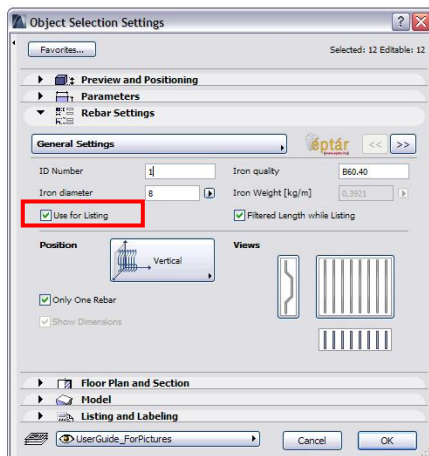 Object Selection Settings
Favorites...
Selected: 12 Editable: 12
Preview and Positioning
Parameters
Rebar Settings
General Settings
éptár
<<
>>
ID Number
1
Iron quality
B60.40
Iron diameter
8
Iron Weight [kg/m]
0.3921
Use for Listing
Filtered Length while Listing
Position
Vertical
Views
Only One Rebar
Show Dimensions
Floor Plan and Section
Model
Listing and Labeling
UserGuide_ForPictures
Cancel
OK